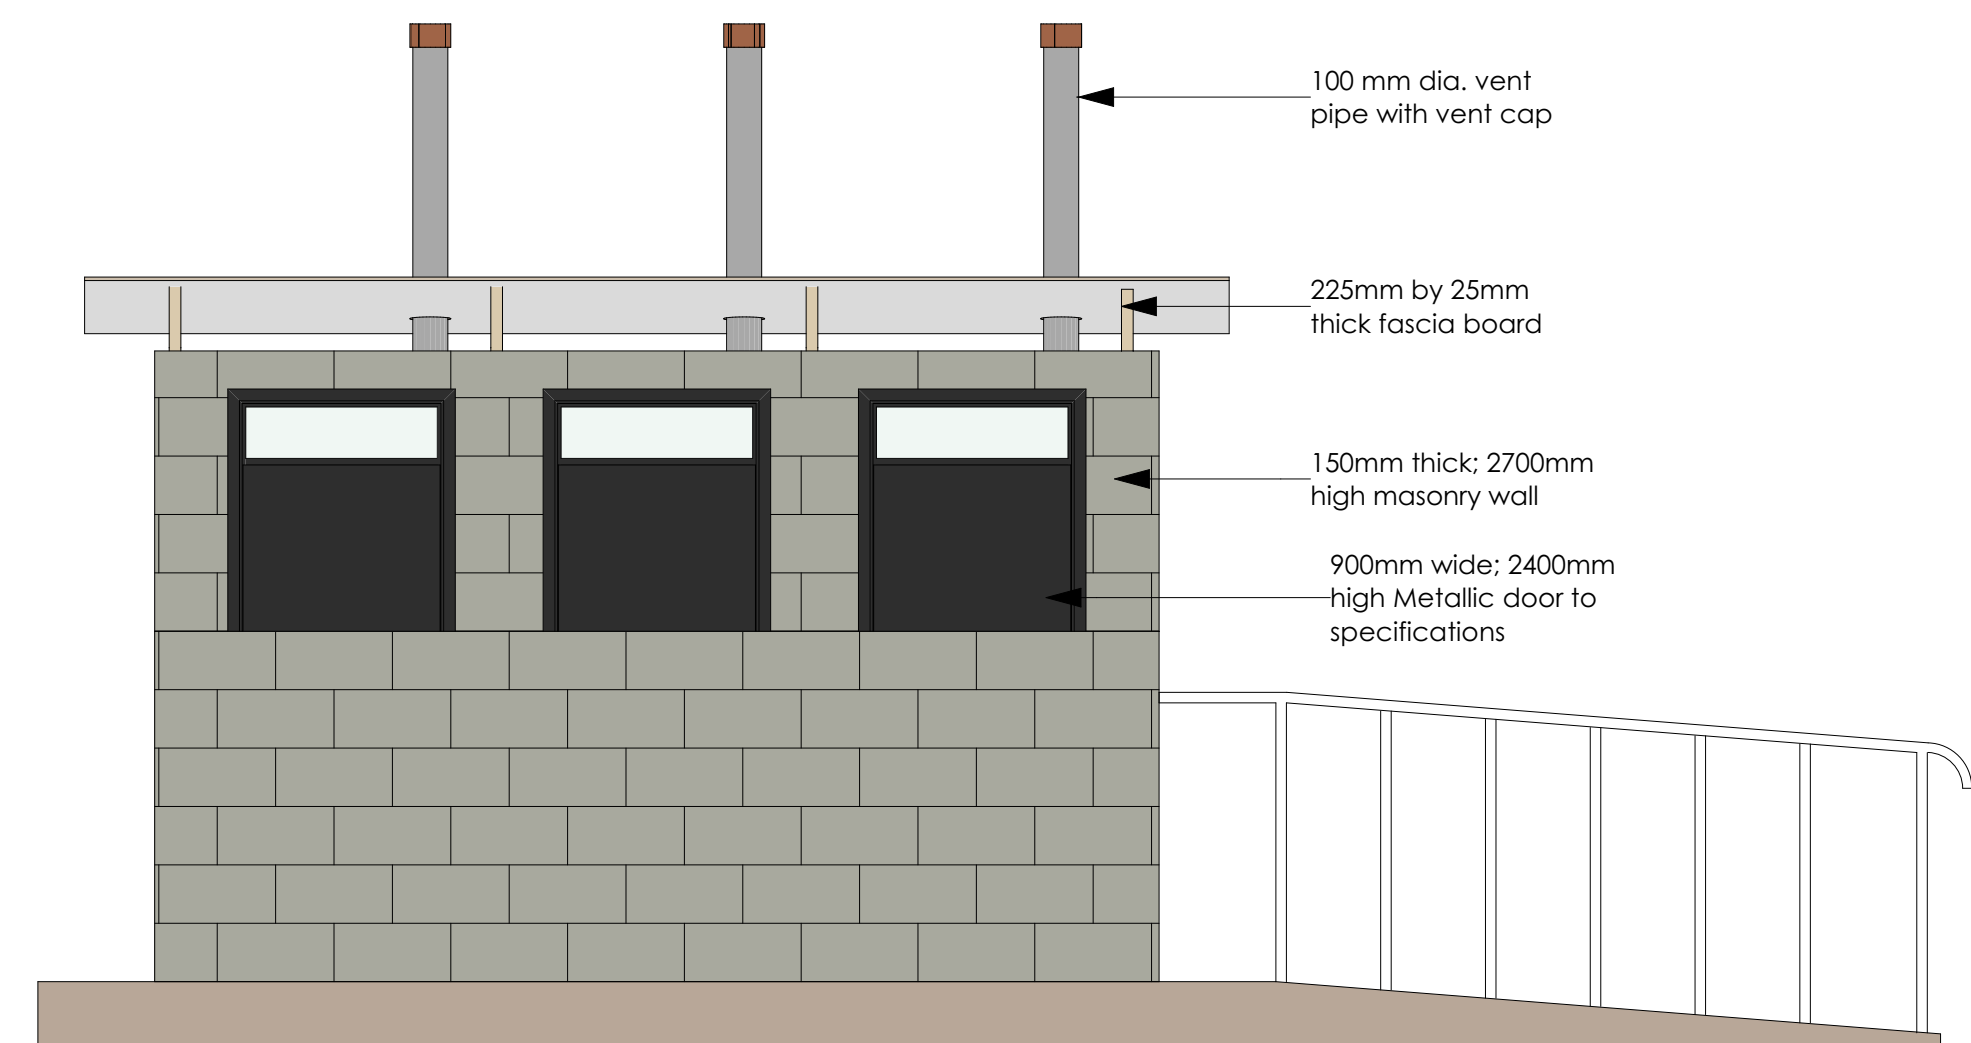 100 mm dia. vent
pipe with vent cap
225mm by 25mm
thick fascia board
150mm thick; 2700mm
high masonry wall
900mm wide; 2400mm
high Metallic door to
specifications